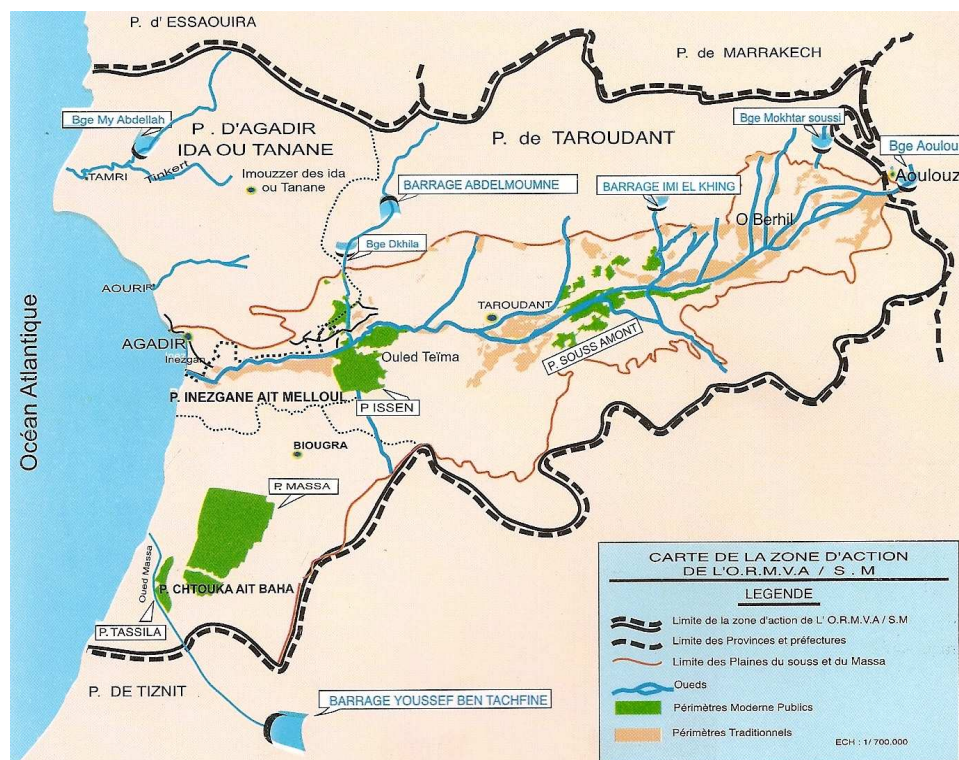 P. d' ESSAOUIRA
P. de MARRAKECH
Bge My Abdellah
P. D'AGADIR
IDA OU TANANE
P. de TAROUDANT
Bge Mokhtar soussi
Bge Aoulou
Aoulouz
TAMRI
Tinkert
Imouzzer des ida
ou Tanane
BARRAGE ABDELMOUMNE
BARRAGE IMI EL KHING
O Berhil
Bge Dkhila
AOURIR
TAROUDANT
AGADIR
Inezgan
Ouled Teïma
P. SOUSS AMONT
P. INEZGANE AIT MELLOUL
P ISSEN
Océan Atlantique
BIOUGRA
P. MASSA
Oued Massa
P. CHTOUKA AIT BAHA
P. TASSILA
P. DE TIZNIT
BARRAGE YOUSSEF BEN TACHFINE
CARTE DE LA ZONE D'ACTION
DE L'O.R.M.V.A / S . M
LEGENDE
Limite de la zone d'action de L' O.R.M.V.A / S.M
Limite des Provinces et préfectures
Limite des Plaines du souss et du Massa
Oueds
Périmètres Moderne Publics
Périmètres Traditionnels
ECH : 1/ 700.000